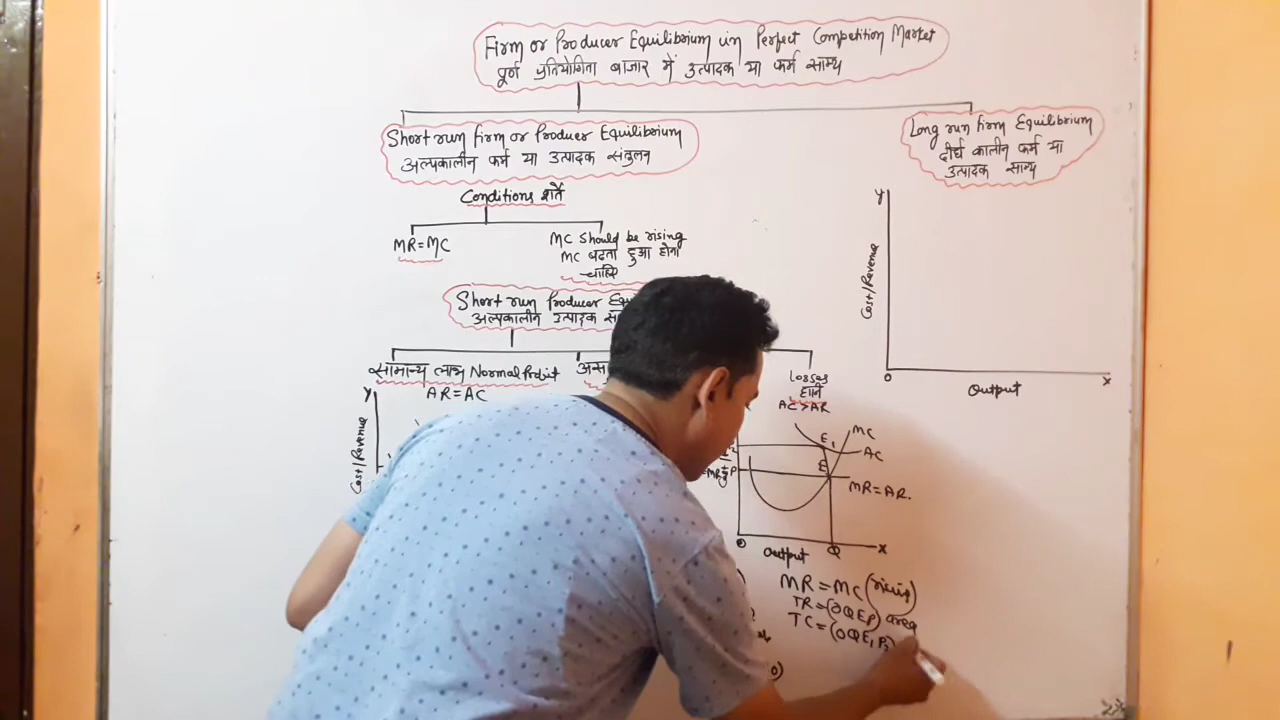 Firm or Producer Equilibrium in Perfect Competition Market
पूर्ण प्रतियोगिता बाजार में उत्पादक या फर्म साम्य
Short run firm or Producer Equilibrium
अल्पकालीन फर्म या उत्पादक संतुलन
Long run firm Equilibrium
दीर्घ कालीन फर्म या
उत्पादक साम्य
Conditions शर्तें
MR=MC
MC Should be rising
MC बढता हुआ होना
चाहिए
Short run Producer
अल्पकालीन उत्पादक
सामान्य लाभ Normal Profit
AR=AC
Y
Cost/Revenue
Losses
हानि
AC>AR
E1
MC
AC
E
P
MR=AR.
O
Output
Q
X
MR=MC (rising)
TR=(OQEP) area
TC=(OQE1P2)
Y
Cost/Revenue
O
Output
X